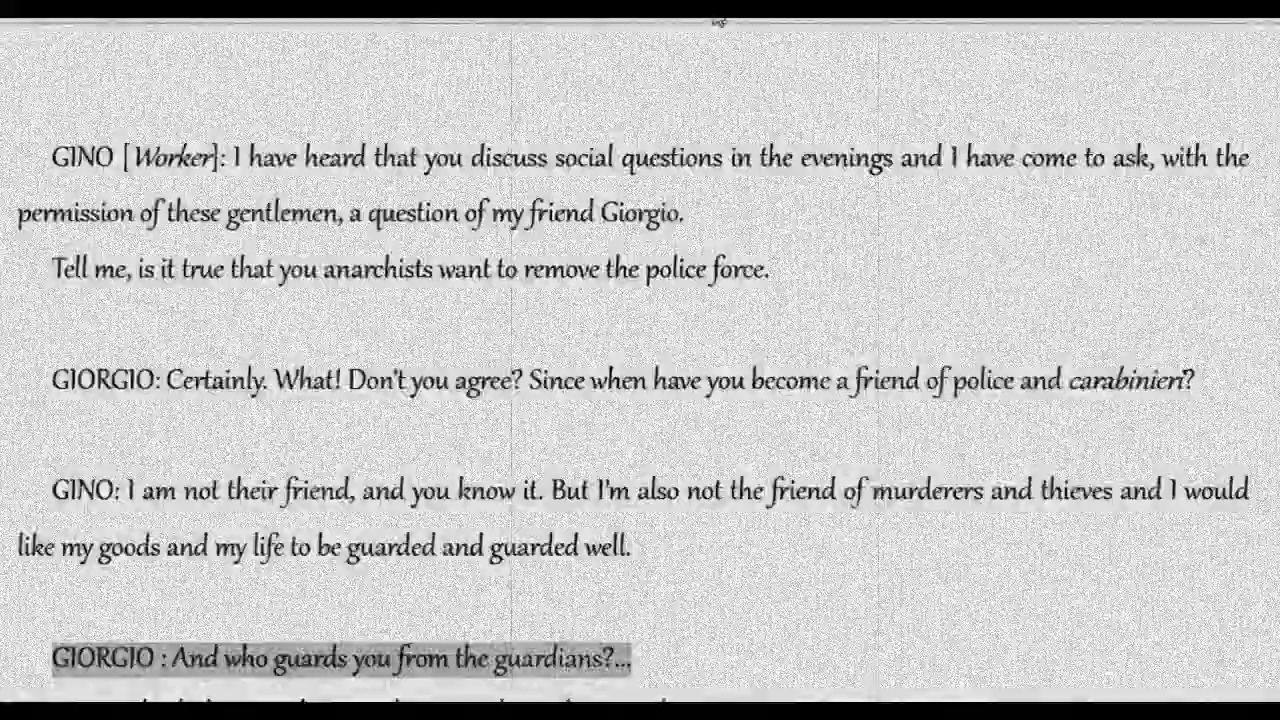 GINO [Worker]: I have heard that you discuss social questions in the evenings and I have come to ask, with the
permission of these gentlemen, a question of my friend Giorgio.
Tell me, is it true that you anarchists want to remove the police force.
GIORGIO: Certainly. What! Don't you agree? Since when have you become a friend of police and carabinieri?
GINO: I am not their friend, and you know it. But I'm also not the friend of murderers and thieves and I would
like my goods and my life to be guarded and guarded well.
GIORGIO : And who guards you from the guardians?...